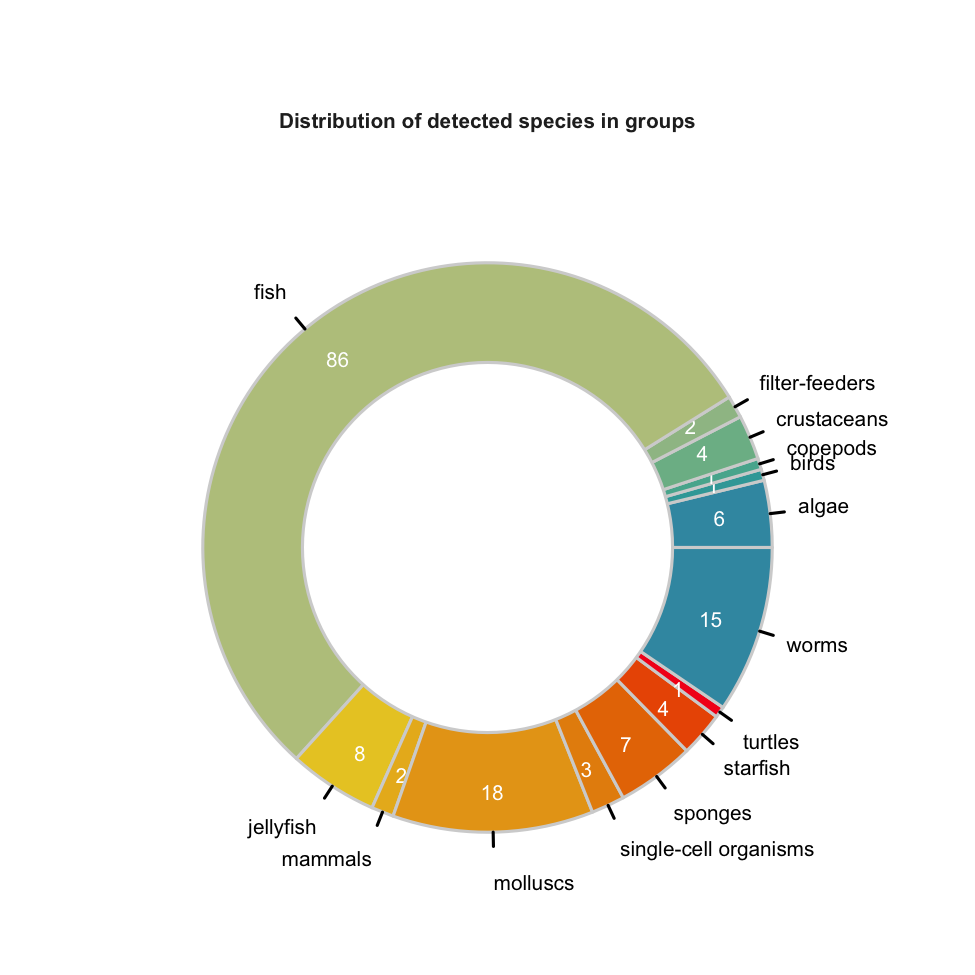 Distribution of detected species in groups
fish
86
filter-feeders
2
crustaceans
4
copepods
1
birds
1
algae
6
15
worms
1
turtles
4
starfish
7
sponges
3
single-cell organisms
18
molluscs
2
mammals
8
jellyfish